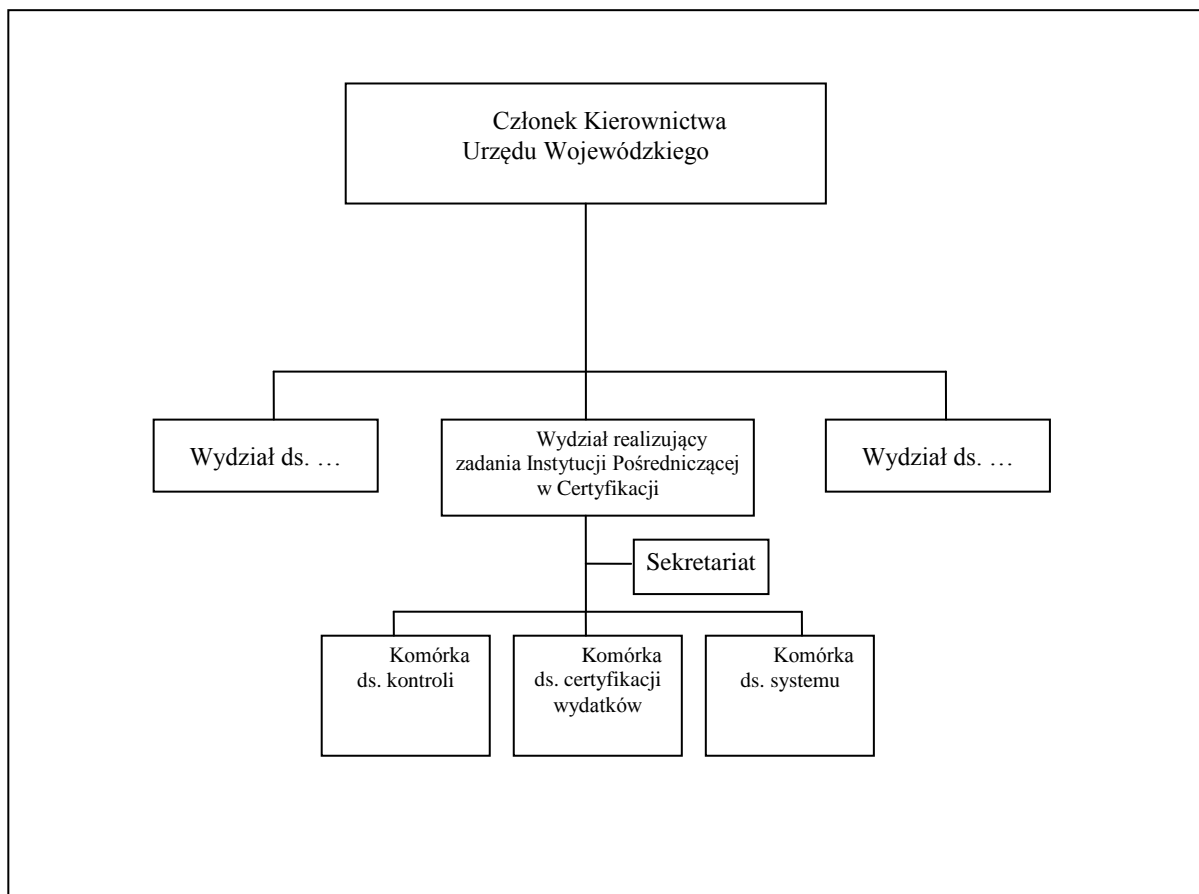 Członek Kierownictwa
Urzędu Wojewódzkiego
Wydział ds. …
Wydział realizujący
zadania Instytucji Pośredniczącej
w Certyfikacji
Wydział ds. …
Sekretariat
Komórka
ds. kontroli
Komórka
ds. certyfikacji
wydatków
Komórka
ds. systemu